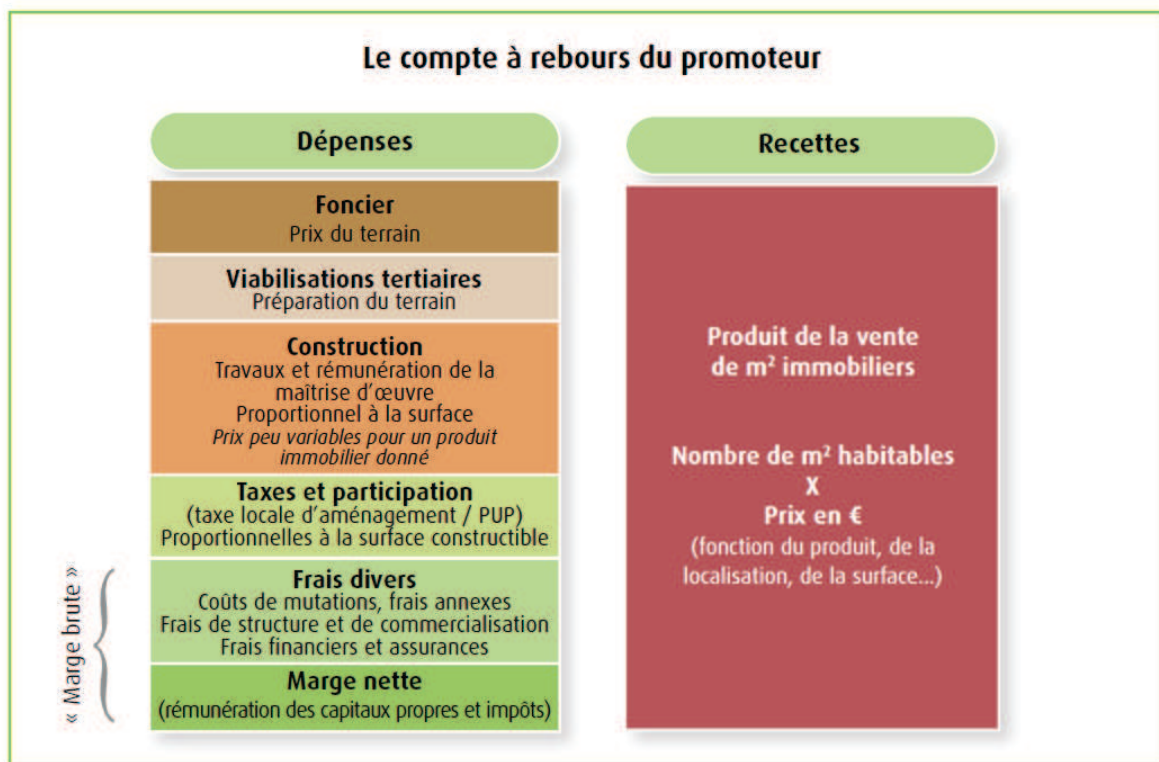 Le compte à rebours du promoteur
Dépenses
Foncier
Prix du terrain
Viabilisations tertiaires
Préparation du terrain
Construction
Travaux et rémunération de la
maîtrise d'œuvre
Proportionnel à la surface
Prix peu variables pour un produit
immobilier donné
Taxes et participation
(taxe locale d'aménagement / PUP)
Proportionnelles à la surface constructible
« Marge brute »
Frais divers
Coûts de mutations, frais annexes
Frais de structure et de commercialisation
Frais financiers et assurances
Marge nette
(rémunération des capitaux propres et impôts)
Recettes
Produit de la vente
de m² immobiliers
Nombre de m² habitables
X
Prix en €
(fonction du produit, de la
localisation, de la surface...)